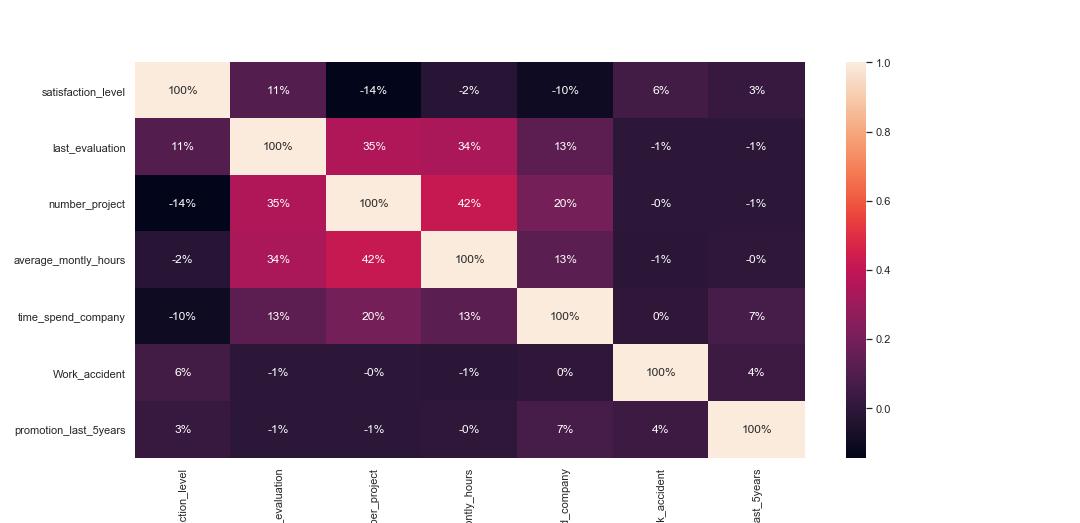 satisfaction_level 100% 11% -14% -2% -10% 6% 3%
last_evaluation 11% 100% 35% 34% 13% -1% -1%
number_project -14% 35% 100% 42% 20% -0% -1%
average_montly_hours -2% 34% 42% 100% 13% -1% -0%
time_spend_company -10% 13% 20% 13% 100% 0% 7%
Work_accident 6% -1% -0% -1% 0% 100% 4%
promotion_last_5years 3% -1% -1% -0% 7% 4% 100%
ction_level
_evaluation
ber_project
ontly_hours
d_company
k_accident
ast_5years
1.0
0.8
0.6
0.4
0.2
0.0